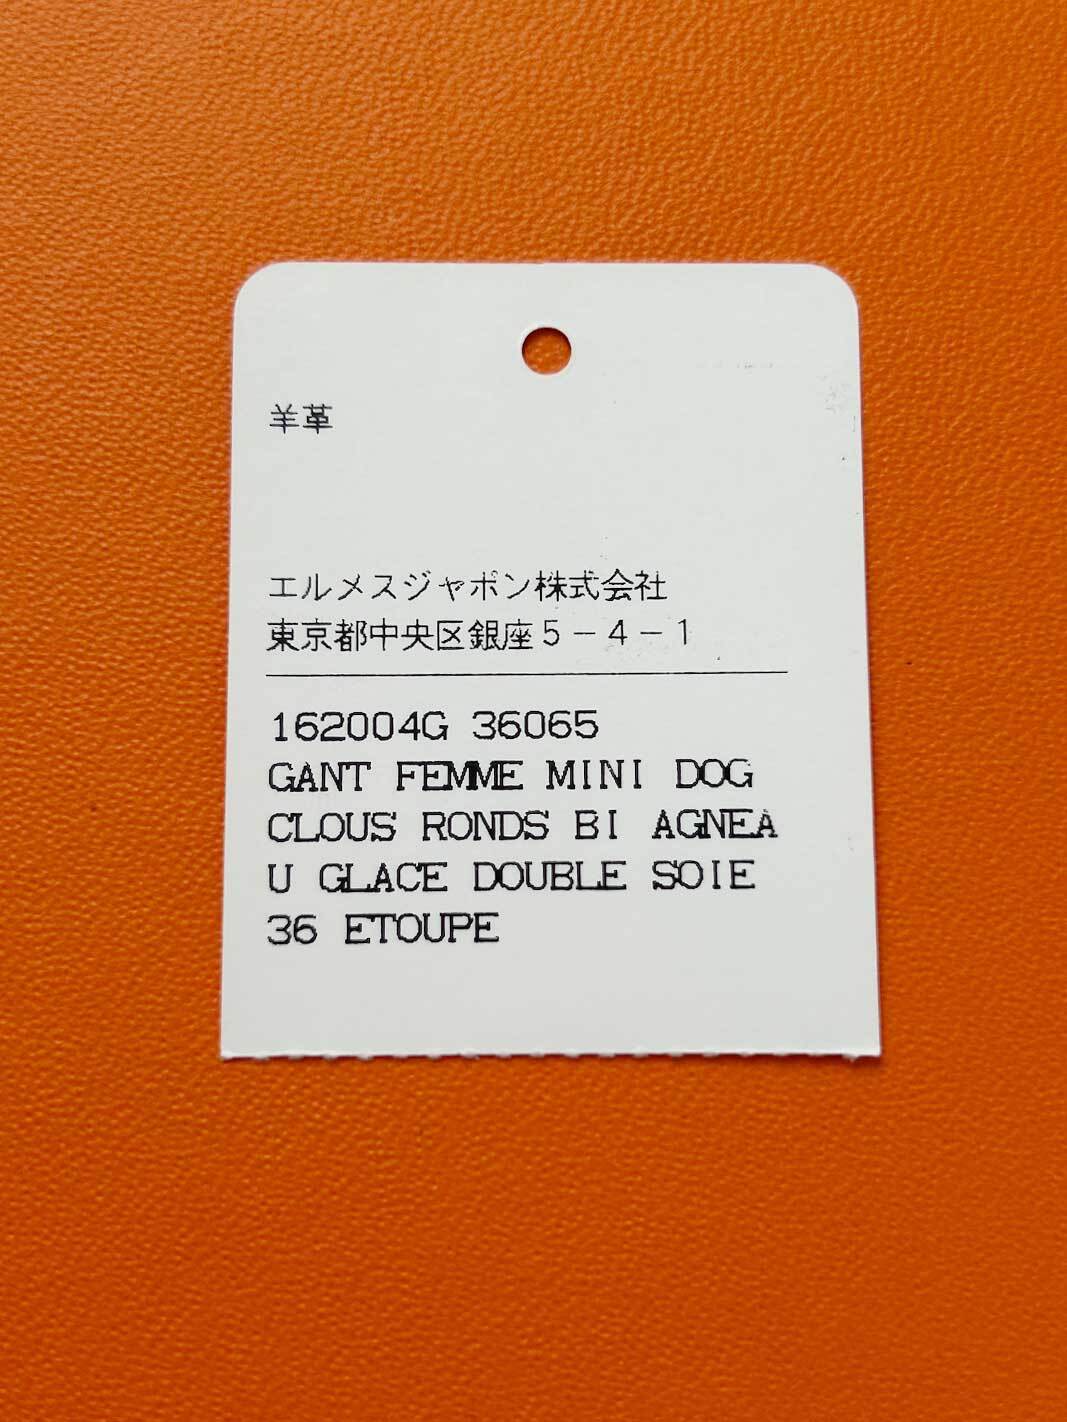 羊革
エルメスジャポン株式会社
東京都中央区銀座5－4－1
162004G 36065
GANT FEMME MINI DOG
CLOUS RONDS BI AGNEA
U GLACE DOUBLE SOIE
36 ETOUPE